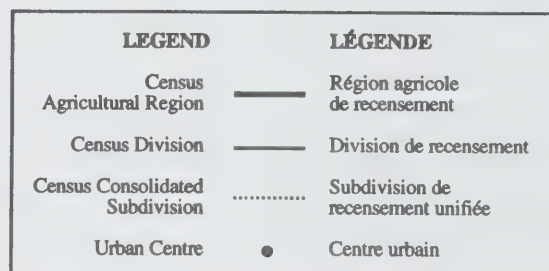 LEGEND LÉGENDE
Census Agricultural Region
Région agricole de recensement
Census Division Division de recensement
Census Consolidated Subdivision
Subdivision de recensement unifiée
Urban Centre Centre urbain